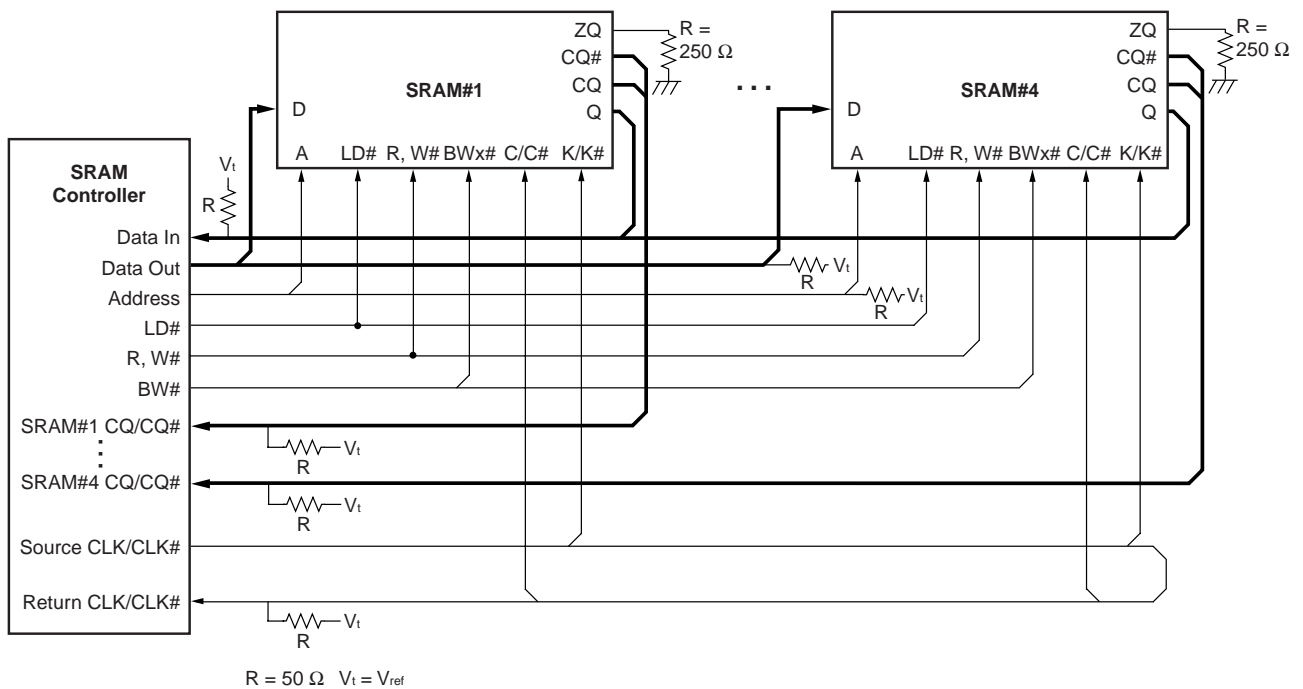 ZQ
R =
250 Ω
CQ#
CQ
Q
SRAM#1
D
A LD# R, W# BWx# C/C# K/K#
. . .
ZQ
R =
250 Ω
CQ#
CQ
Q
SRAM#4
D
A LD# R, W# BWx# C/C# K/K#
SRAM
Controller
Vt
R
Data In
Data Out
R Vt
Address
R Vt
LD#
R, W#
BW#
SRAM#1 CQ/CQ#
Vt
R
SRAM#4 CQ/CQ#
Vt
R
Source CLK/CLK#
Return CLK/CLK#
Vt
R
R = 50 Ω Vt = Vref